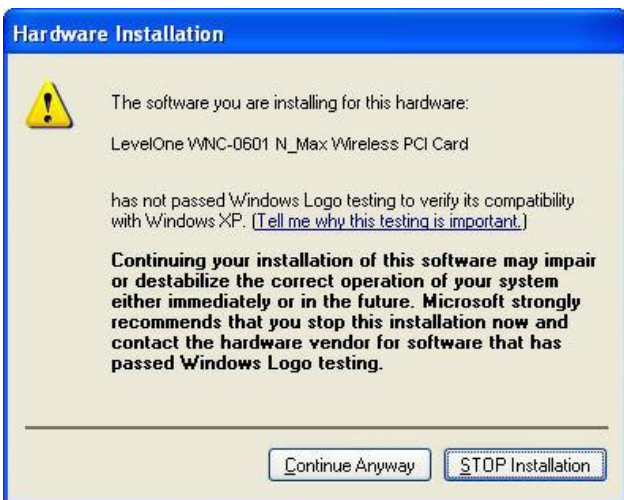 Hardware Installation
The software you are installing for this hardware:
LevelOne WNC-0601 N_Max Wireless PCI Card
has not passed Windows Logo testing to verify its compatibility
with Windows XP. (Tell me why this testing is important.)
Continuing your installation of this software may impair
or destabilize the correct operation of your system
either immediately or in the future. Microsoft strongly
recommends that you stop this installation now and
contact the hardware vendor for software that has
passed Windows Logo testing.
Continue Anyway
STOP Installation